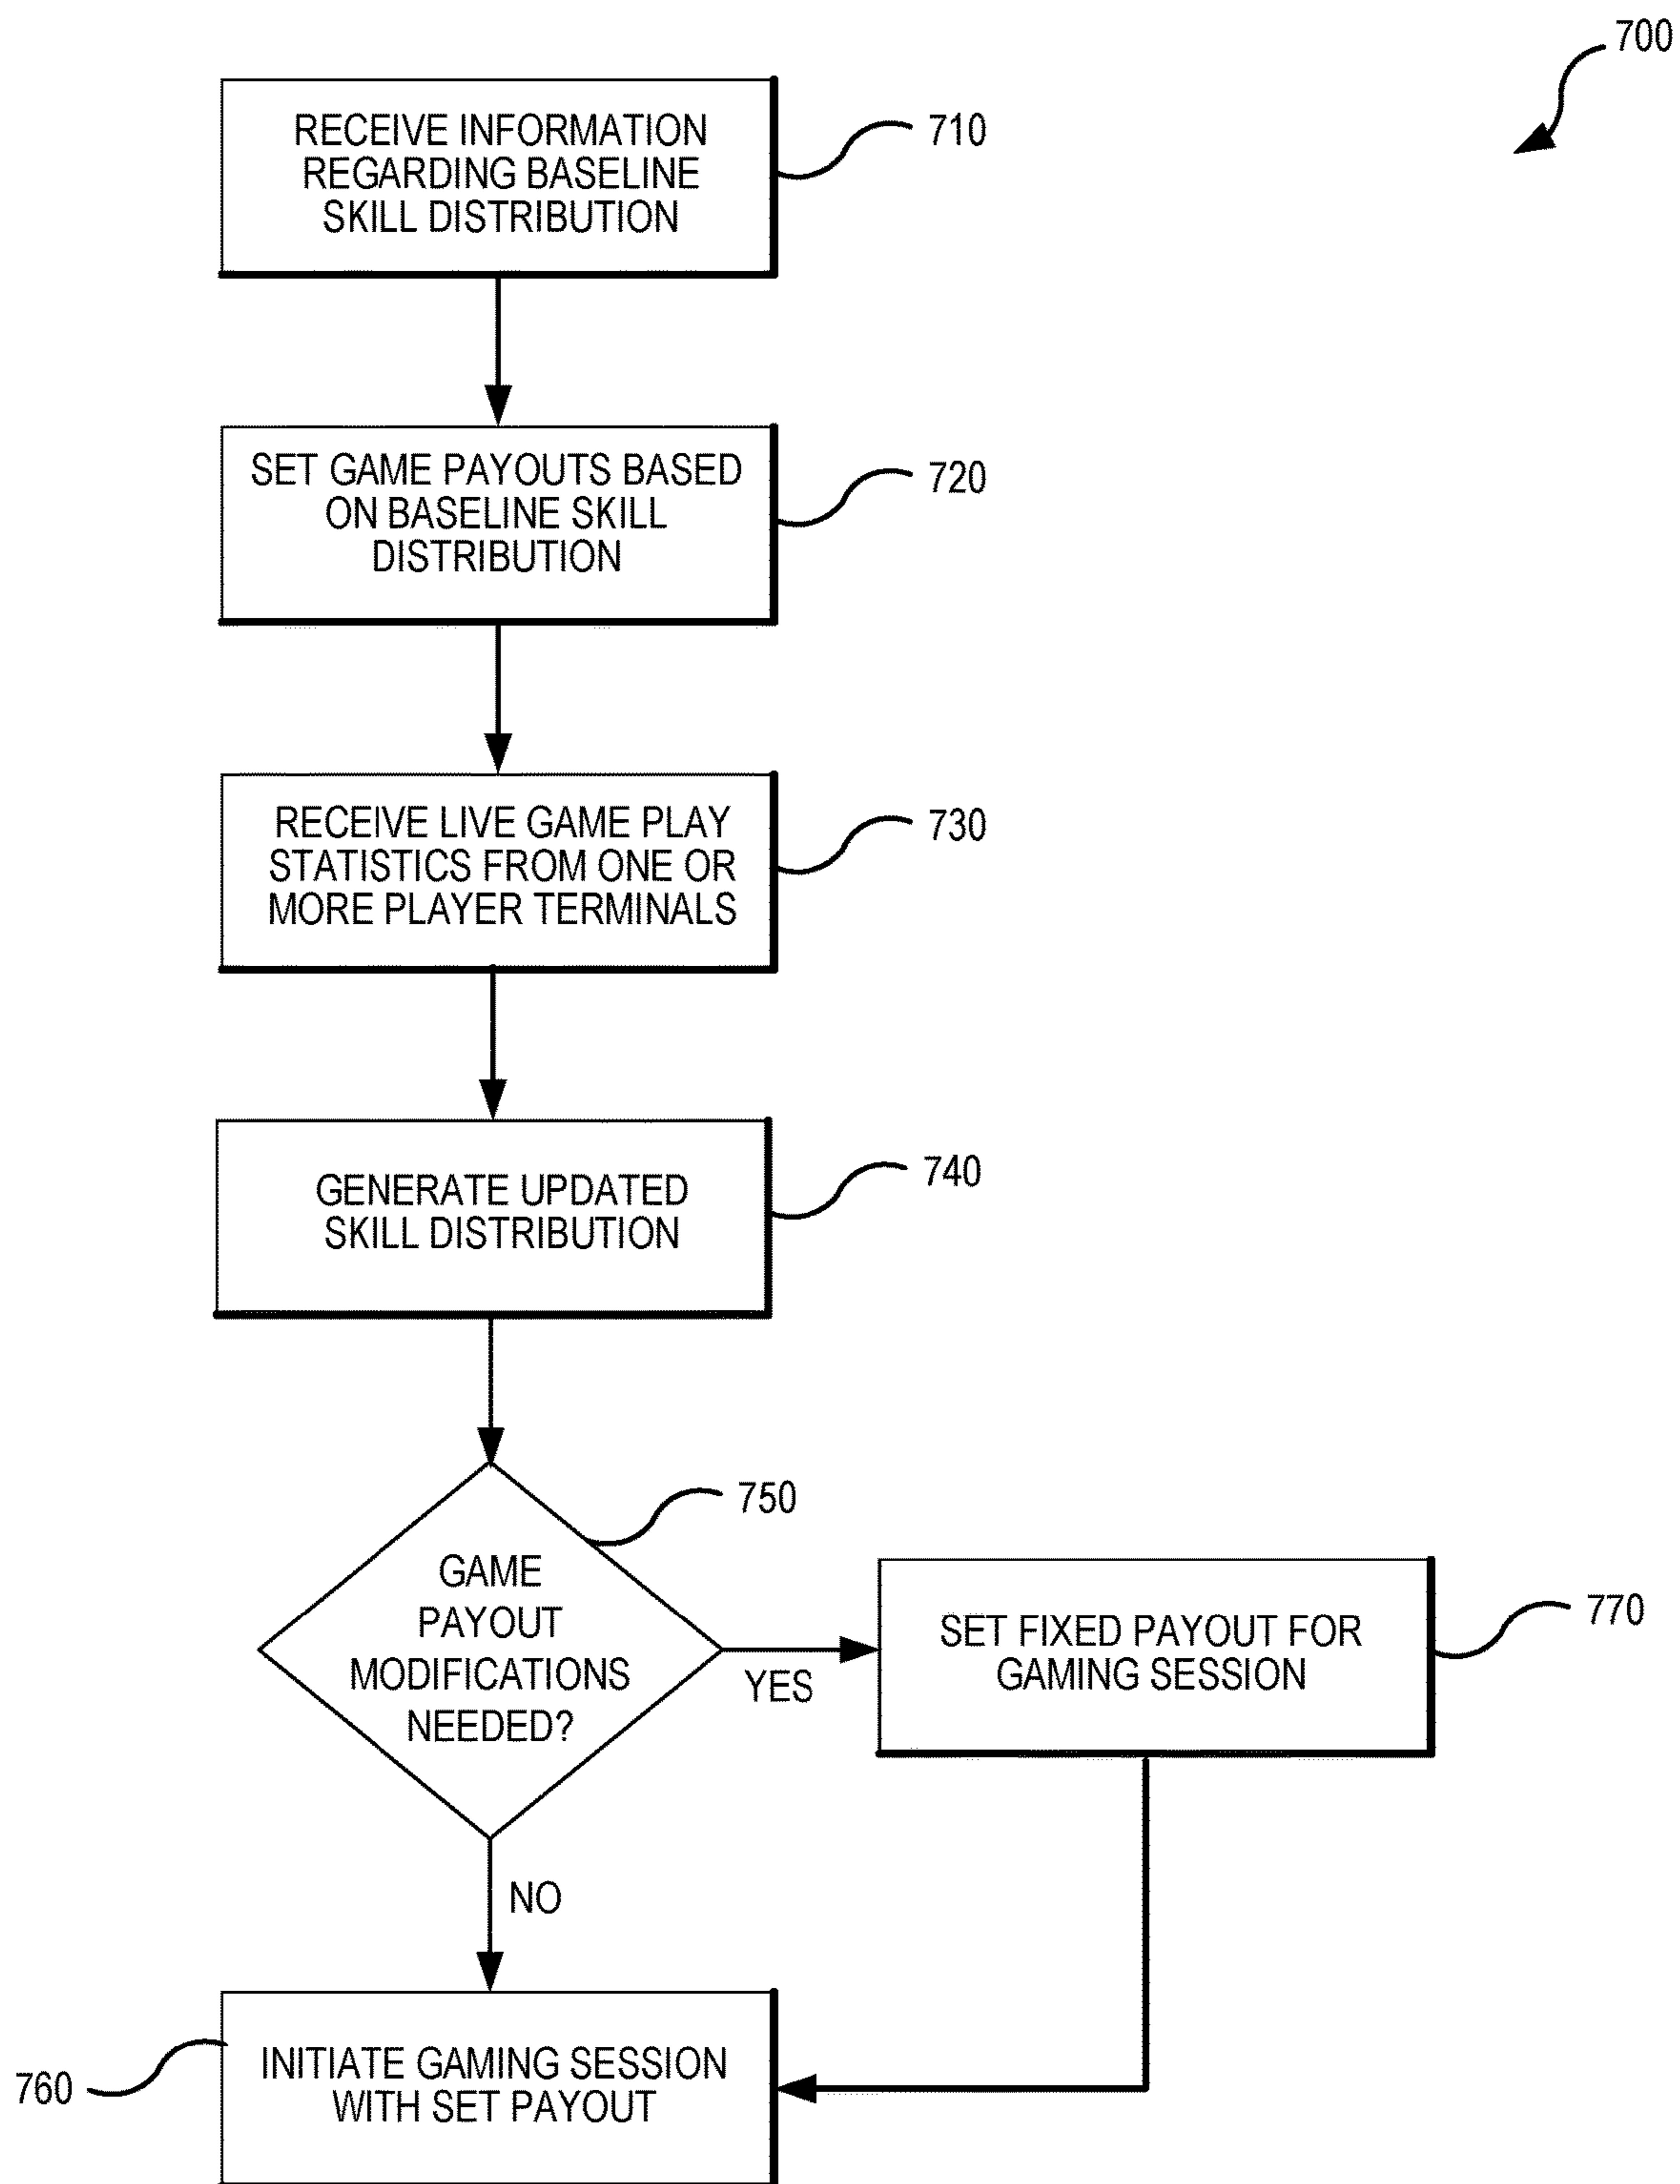 700
RECEIVE INFORMATION
REGARDING BASELINE
SKILL DISTRIBUTION
710
SET GAME PAYOUTS BASED
ON BASELINE SKILL
DISTRIBUTION
720
RECEIVE LIVE GAME PLAY
STATISTICS FROM ONE OR
MORE PLAYER TERMINALS
730
GENERATE UPDATED
SKILL DISTRIBUTION
740
750
GAME
PAYOUT
MODIFICATIONS
NEEDED?
YES
SET FIXED PAYOUT FOR
GAMING SESSION
770
NO
760
INITIATE GAMING SESSION
WITH SET PAYOUT